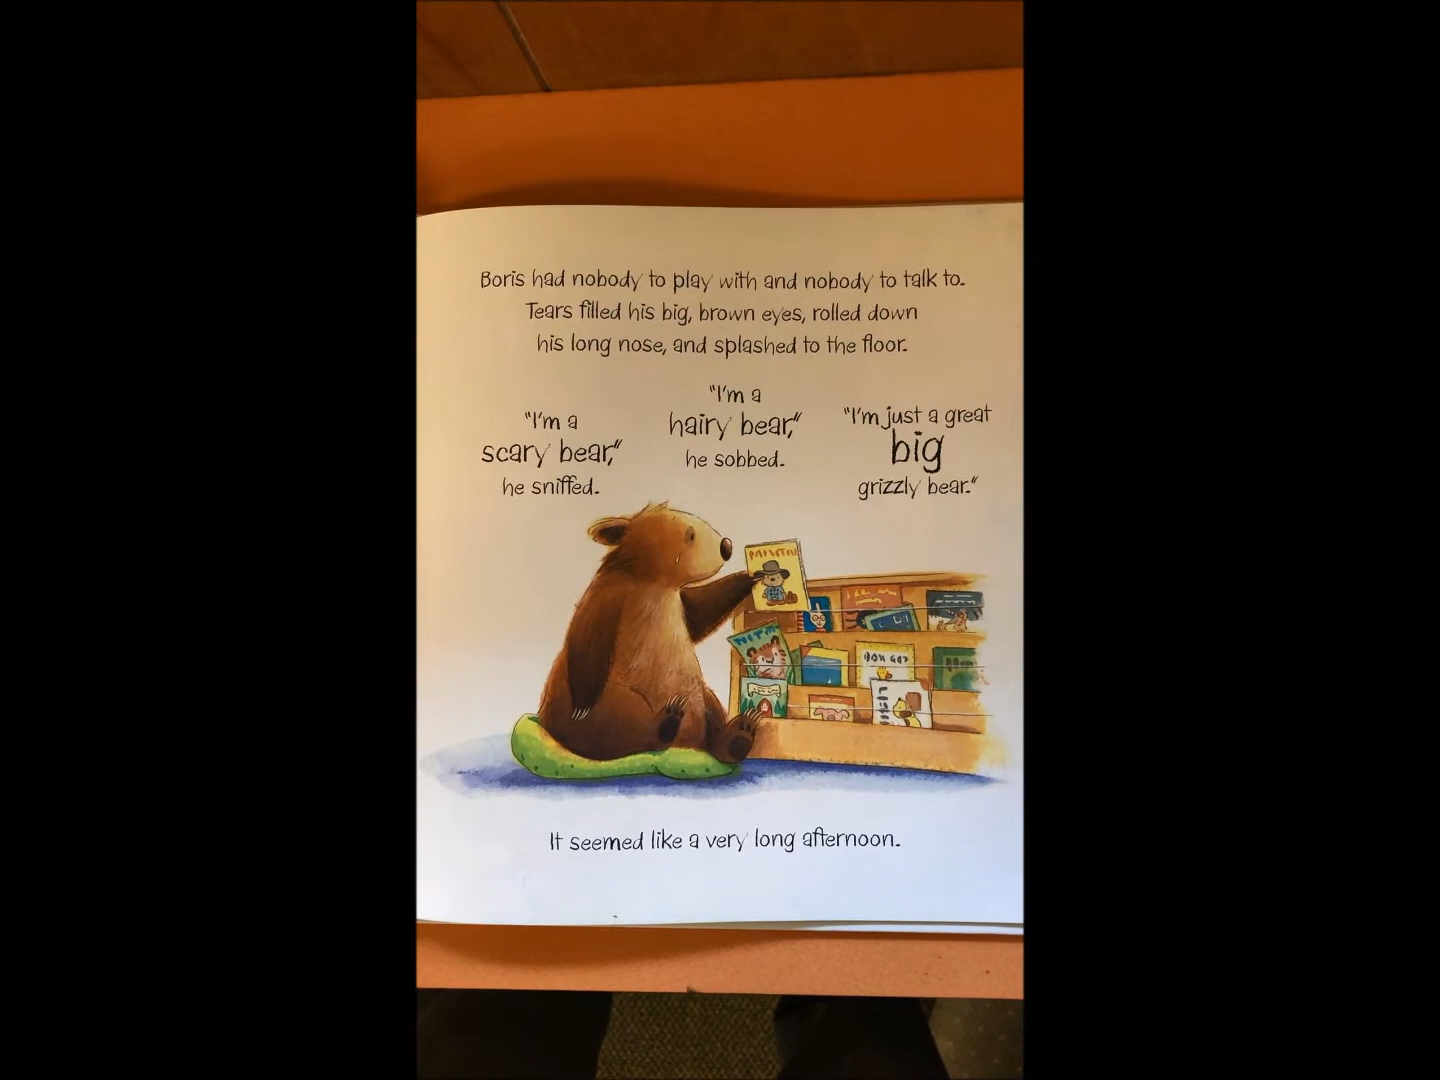 Boris had nobody to play with and nobody to talk to.
Tears filled his big, brown eyes, rolled down
his long nose, and splashed to the floor.
"I'm a
scary bear,"
he sniffed.
"I'm a
hairy bear,"
he sobbed.
"I'm just a great
big
grizzly bear."
It seemed like a very long afternoon.